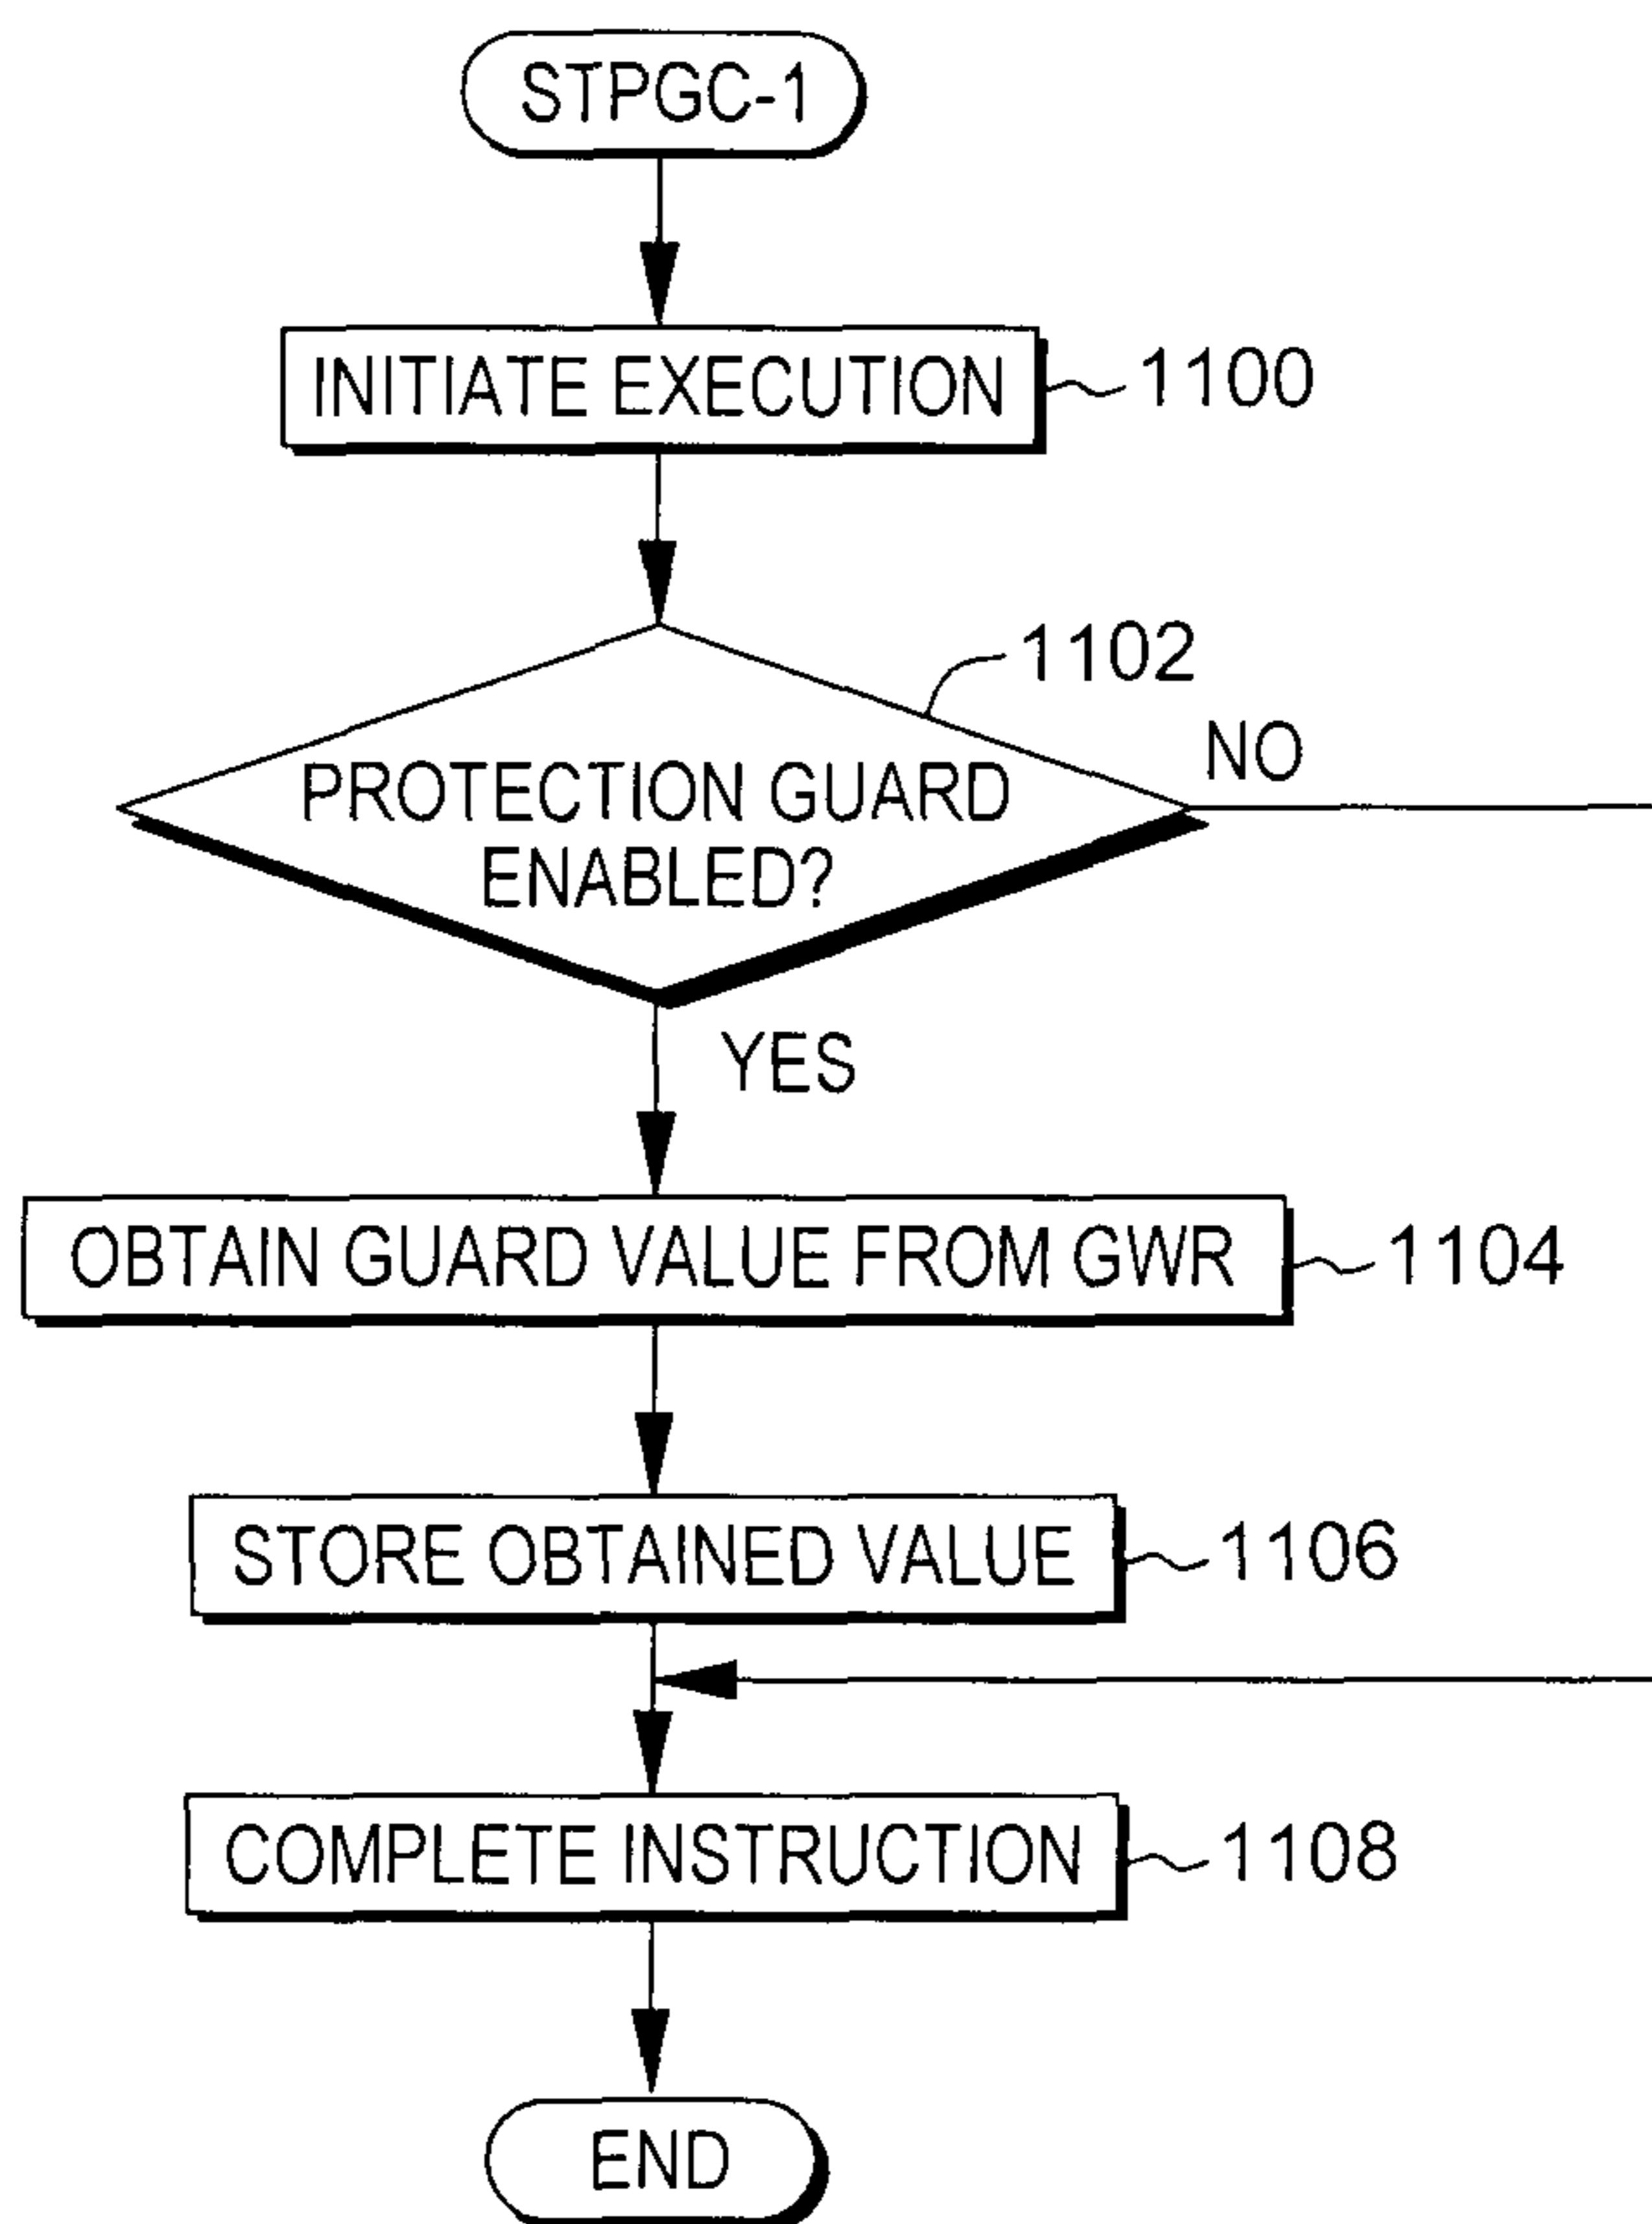 STPGC-1
INITIATE EXECUTION
1100
1102
NO
PROTECTION GUARD
ENABLED?
YES
OBTAIN GUARD VALUE FROM GWR
1104
STORE OBTAINED VALUE
1106
COMPLETE INSTRUCTION
1108
END